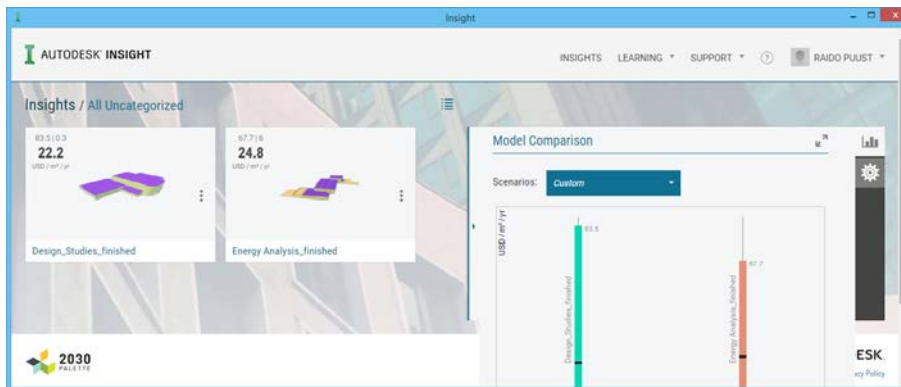 Insight
AUTODESK® INSIGHT
INSIGHTS LEARNING SUPPORT ? RAIDO PUUST
Insights / All Uncategorized
83.5 | 0.3
22.2
USD / m² / yr
Design_Studies_finished
67.7 | 6
24.8
USD / m² / yr
Energy Analysis_finished
Model Comparison
Scenarios: Custom
USD / m² / yr
83.5
67.7
Design_Studies_finished
Energy Analysis_finished
2030
PALETTE
ESK.
acy Policy